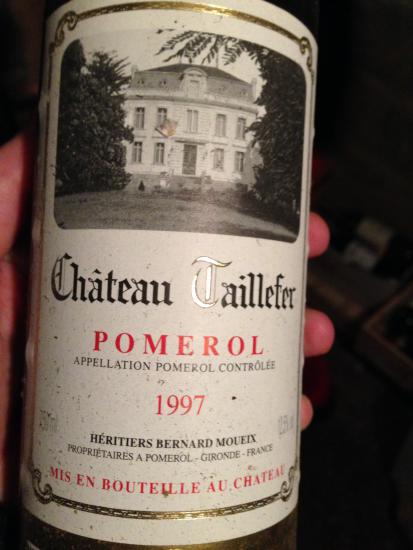 Château Taillefer
POMEROL
APPELLATION POMEROL CONTRÔLÉE
1997
HÉRITIERS BERNARD MOUEIX
PROPRIÉTAIRES A POMEROL - GIRONDE - FRANCE
MIS EN BOUTEILLE AU CHATEAU